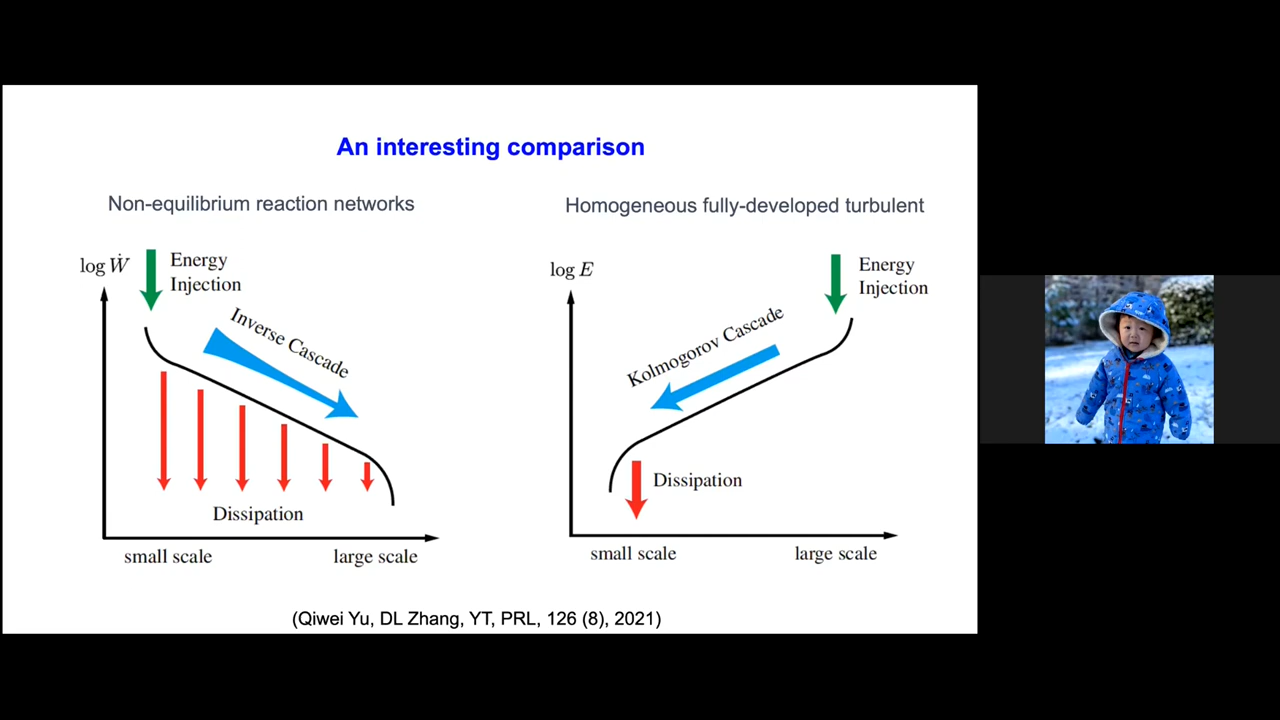 An interesting comparison
Non-equilibrium reaction networks
log Ẇ
Energy
Injection
Inverse Cascade
Dissipation
small scale
large scale
Homogeneous fully-developed turbulent
log E
Energy
Injection
Kolmogorov Cascade
Dissipation
small scale
large scale
(Qiwei Yu, DL Zhang, YT, PRL, 126 (8), 2021)